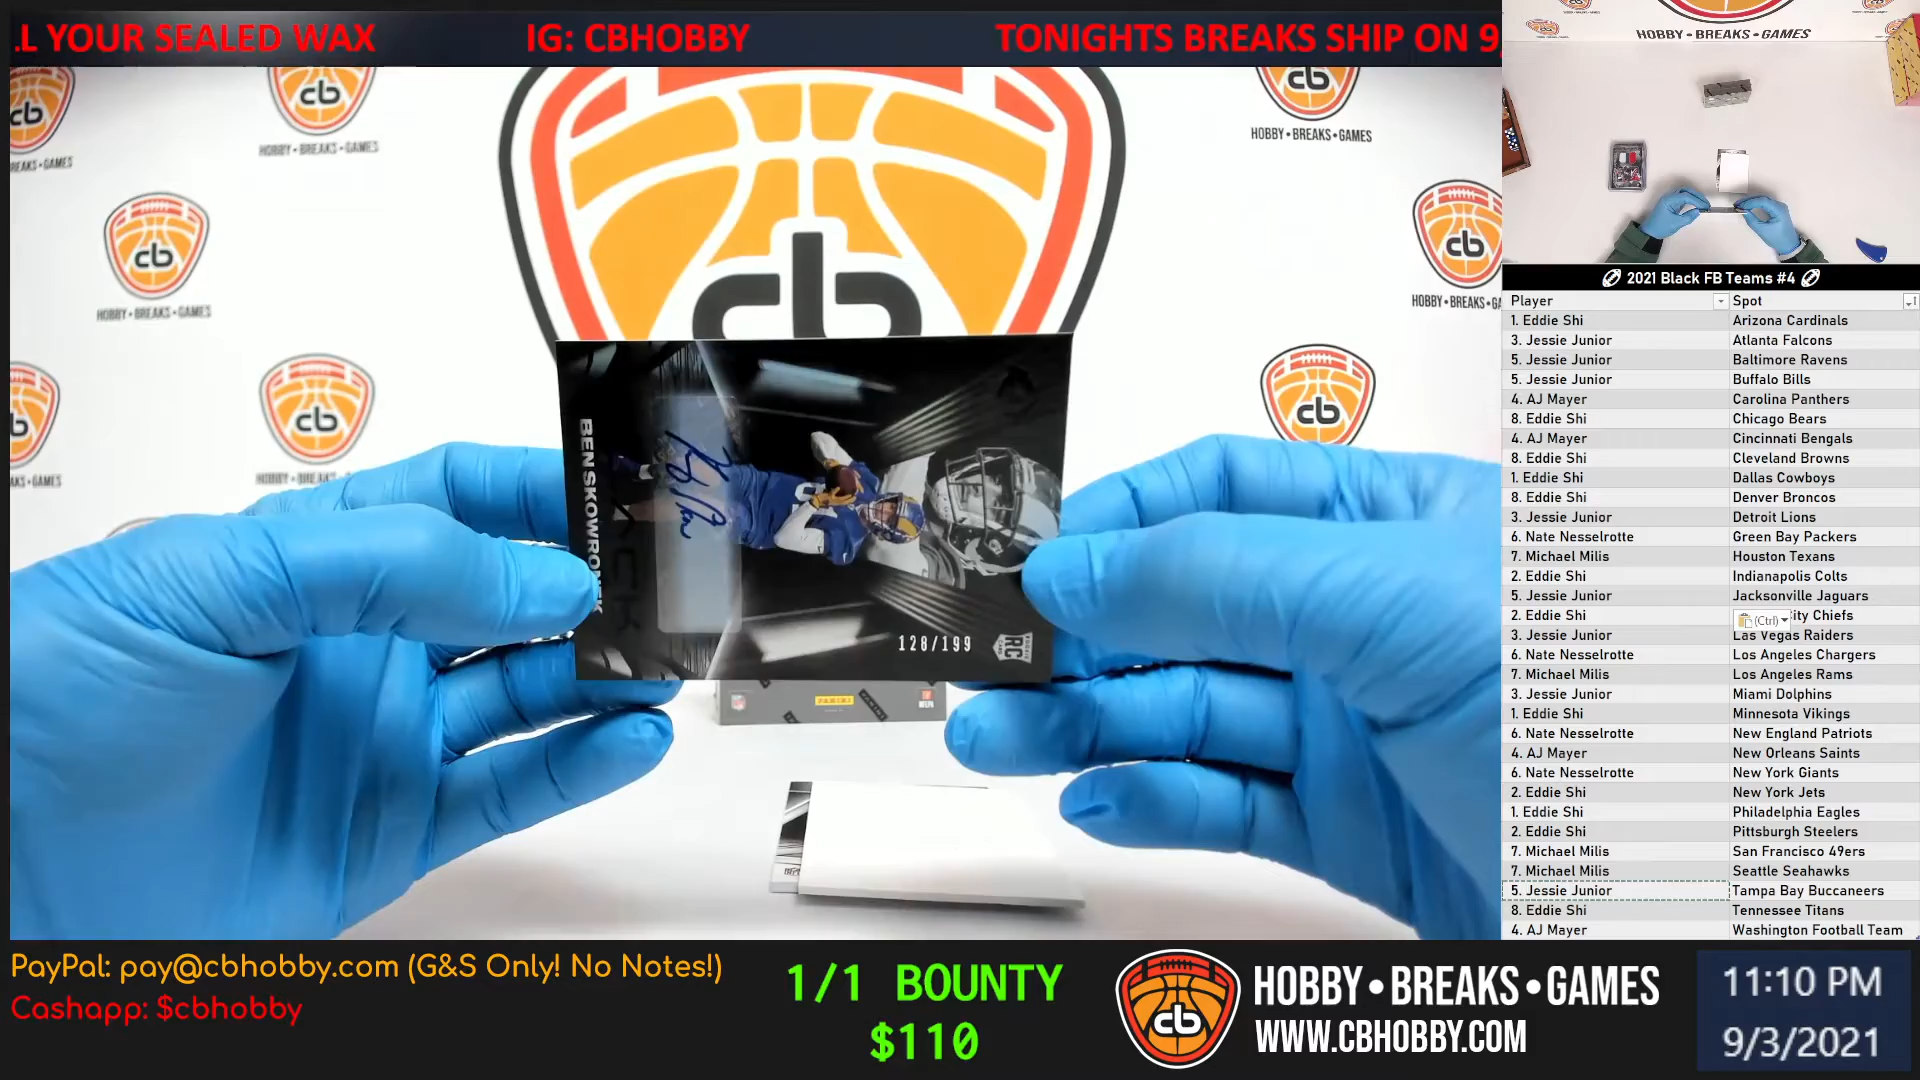 .L YOUR SEALED WAX IG: CBHOBBY TONIGHTS BREAKS SHIP ON 9
cb
HOBBY • BREAKS • GAMES
BEN SKOWRONEK
128/199
RC
PANINI
HOBBY • BREAKS • GAMES
2021 Black FB Teams #4
Player Spot
1. Eddie Shi Arizona Cardinals
3. Jessie Junior Atlanta Falcons
5. Jessie Junior Baltimore Ravens
5. Jessie Junior Buffalo Bills
4. AJ Mayer Carolina Panthers
8. Eddie Shi Chicago Bears
4. AJ Mayer Cincinnati Bengals
8. Eddie Shi Cleveland Browns
1. Eddie Shi Dallas Cowboys
8. Eddie Shi Denver Broncos
3. Jessie Junior Detroit Lions
6. Nate Nesselrotte Green Bay Packers
7. Michael Milis Houston Texans
2. Eddie Shi Indianapolis Colts
5. Jessie Junior Jacksonville Jaguars
2. Eddie Shi (Ctrl) ity Chiefs
3. Jessie Junior Las Vegas Raiders
6. Nate Nesselrotte Los Angeles Chargers
7. Michael Milis Los Angeles Rams
3. Jessie Junior Miami Dolphins
1. Eddie Shi Minnesota Vikings
6. Nate Nesselrotte New England Patriots
4. AJ Mayer New Orleans Saints
6. Nate Nesselrotte New York Giants
2. Eddie Shi New York Jets
1. Eddie Shi Philadelphia Eagles
2. Eddie Shi Pittsburgh Steelers
7. Michael Milis San Francisco 49ers
7. Michael Milis Seattle Seahawks
5. Jessie Junior Tampa Bay Buccaneers
8. Eddie Shi Tennessee Titans
4. AJ Mayer Washington Football Team
PayPal: pay@cbhobby.com (G&S Only! No Notes!)
Cashapp: $cbhobby
1/1 BOUNTY
$110
cb
HOBBY • BREAKS • GAMES
WWW.CBHOBBY.COM
11:10 PM
9/3/2021